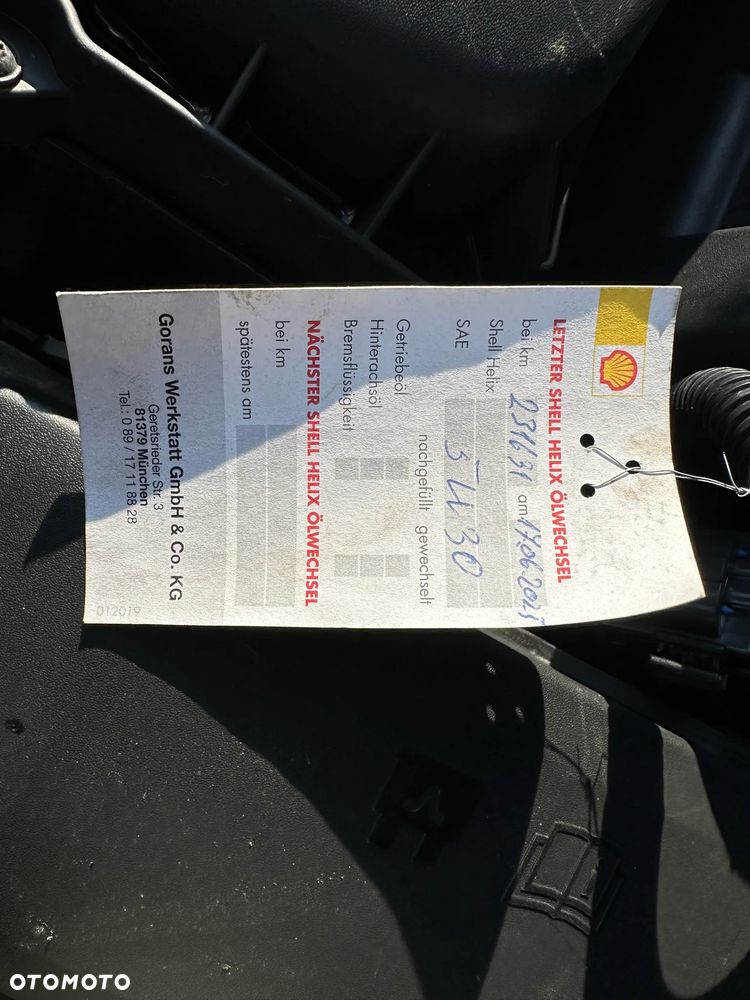 LETZTER SHELL HELIX ÖLWECHSEL
bei km 231631 am 17.06.2025
Shell Helix
SAE 5W30
nachgefüllt gewechselt
Getriebeöl
Hinterachsöl
Bremsflüssigkeit
NÄCHSTER SHELL HELIX ÖLWECHSEL
bei km
spätestens am
Gorans Werkstatt GmbH & Co. KG
Geretsrieder Str. 3
81379 München
Tel.: 0 89 / 17 11 88 28
012019
OTOMOTO